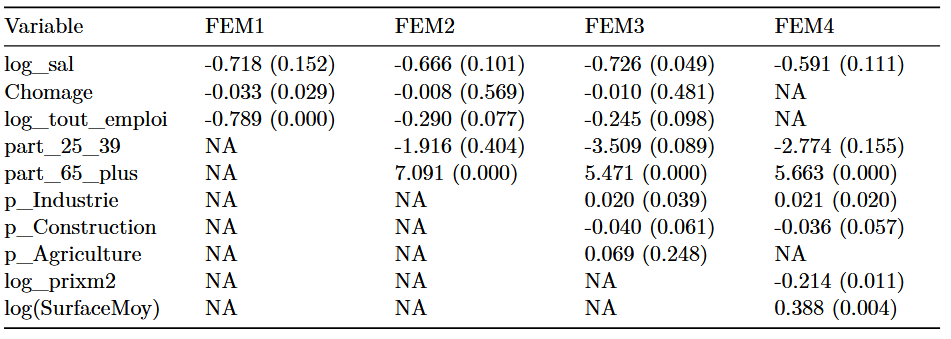 Variable FEM1 FEM2 FEM3 FEM4
log_sal -0.718 (0.152) -0.666 (0.101) -0.726 (0.049) -0.591 (0.111)
Chomage -0.033 (0.029) -0.008 (0.569) -0.010 (0.481) NA
log_tout_emploi -0.789 (0.000) -0.290 (0.077) -0.245 (0.098) NA
part_25_39 NA -1.916 (0.404) -3.509 (0.089) -2.774 (0.155)
part_65_plus NA 7.091 (0.000) 5.471 (0.000) 5.663 (0.000)
p_Industrie NA NA 0.020 (0.039) 0.021 (0.020)
p_Construction NA NA -0.040 (0.061) -0.036 (0.057)
p_Agriculture NA NA 0.069 (0.248) NA
log_prixm2 NA NA NA -0.214 (0.011)
log(SurfaceMoy) NA NA NA 0.388 (0.004)